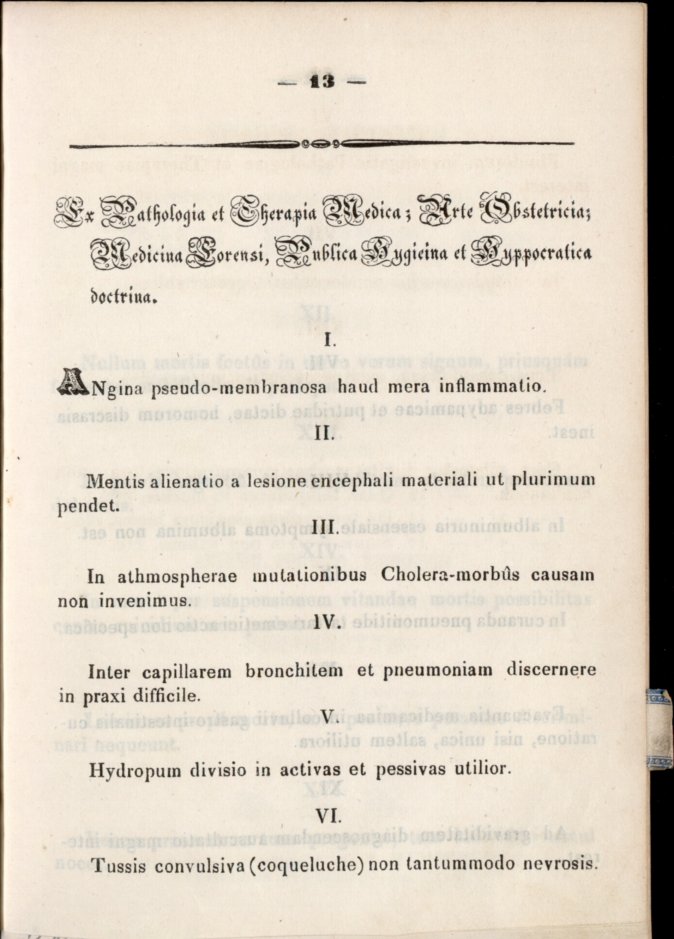 — 13 —
Ex Pathologia et Therapia Medica; Arte Obstetricia;
Medicina Forensi, Publica Hygieina et Hyppocratica
doctrina.
I.
ANgina pseudo-membranosa haud mera inflammatio.
II.
Mentis alienatio a lesione encephali materiali ut plurimum
pendet.
III.
In athmospherae mutationibus Cholera-morbûs causam
non invenimus.
IV.
Inter capillarem bronchitem et pneumoniam discernere
in praxi difficile.
V.
Hydropum divisio in activas et pessivas utilior.
VI.
Tussis convulsiva (coqueluche) non tantummodo nevrosis.